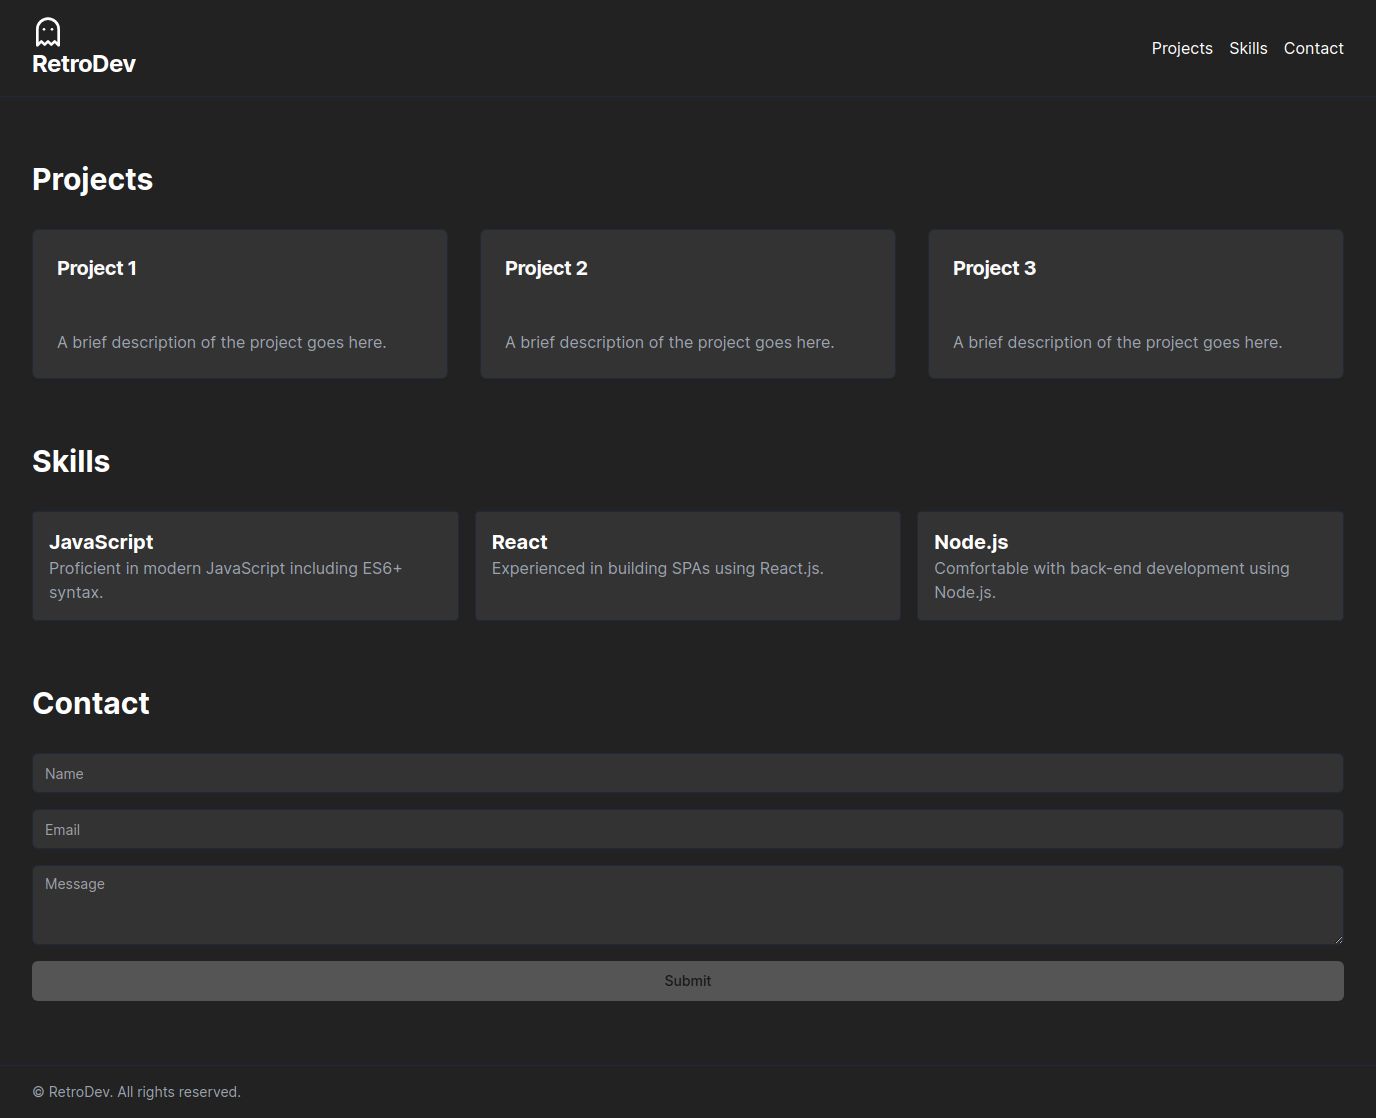 RetroDev
Projects Skills Contact
Projects
Project 1
A brief description of the project goes here.
Project 2
A brief description of the project goes here.
Project 3
A brief description of the project goes here.
Skills
JavaScript
Proficient in modern JavaScript including ES6+
syntax.
React
Experienced in building SPAs using React.js.
Node.js
Comfortable with back-end development using
Node.js.
Contact
Name
Email
Message
Submit
© RetroDev. All rights reserved.